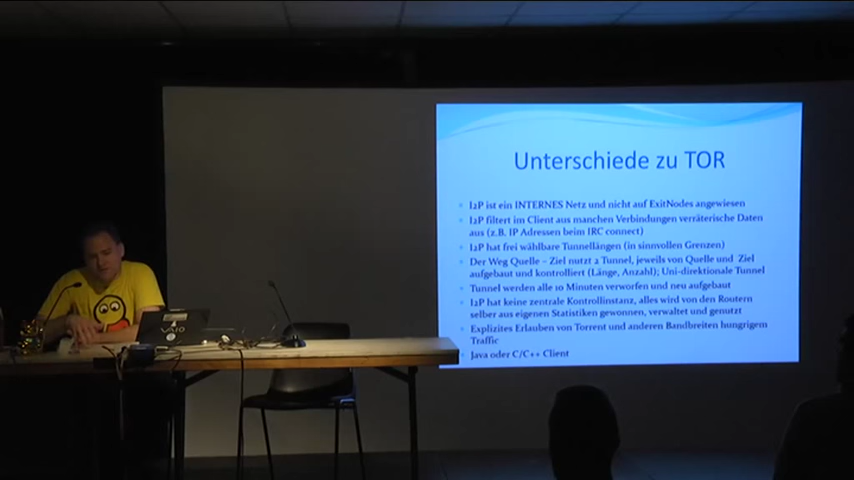 Unterschiede zu TOR
I2P ist ein INTERNES Netz und nicht auf ExitNodes angewiesen
I2P filtert im Client aus manchen Verbindungen verräterische Daten
aus (z.B. IP Adressen beim IRC connect)
I2P hat frei wählbare Tunnellängen (in sinnvollen Grenzen)
Der Weg Quelle – Ziel nutzt 2 Tunnel, jeweils von Quelle und Ziel
aufgebaut und kontrolliert (Länge, Anzahl); Uni-direktionale Tunnel
Tunnel werden alle 10 Minuten verworfen und neu aufgebaut
I2P hat keine zentrale Kontrollinstanz, alles wird von den Routern
selber aus eigenen Statistiken gewonnen, verwaltet und genutzt
Explizites Erlauben von Torrent und anderen Bandbreiten hungrigem
Traffic
Java oder C/C++ Client
VAIO